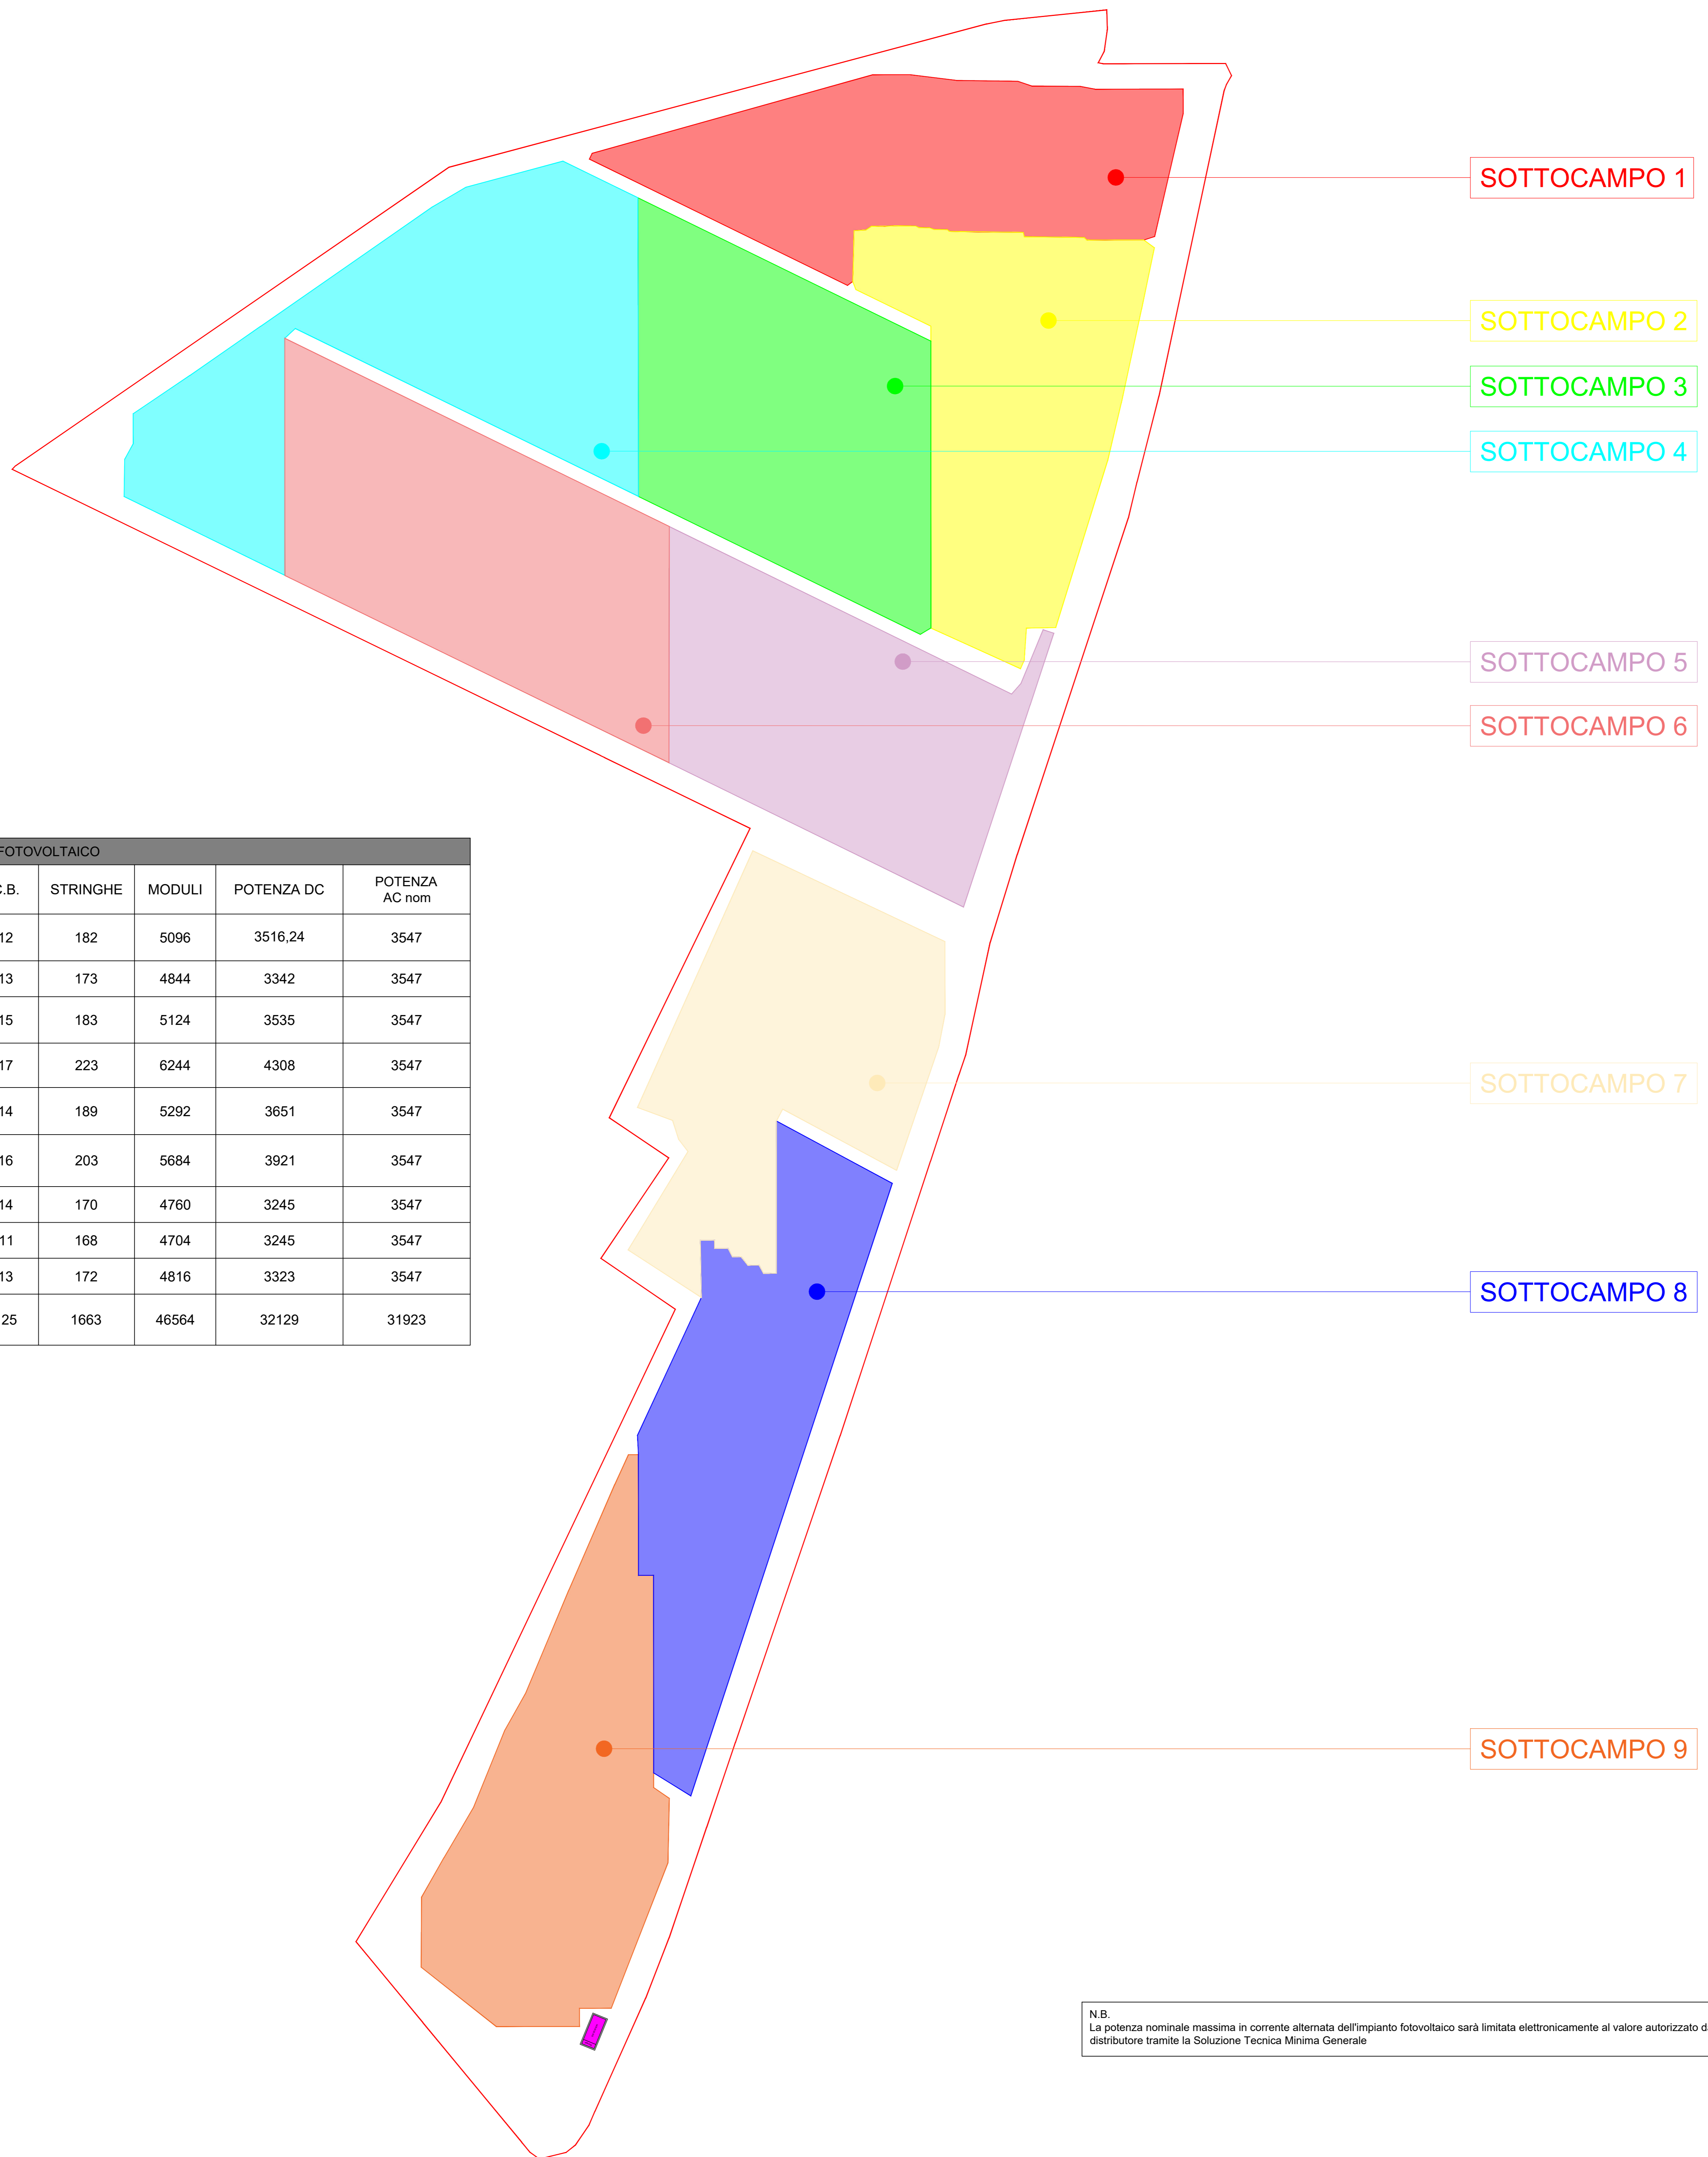 SOTTOCAMPO 1
SOTTOCAMPO 2
SOTTOCAMPO 3
SOTTOCAMPO 4
SOTTOCAMPO 5
SOTTOCAMPO 6
FOTOVOLTAICO
C.B. STRINGHE MODULI POTENZA DC POTENZA AC nom
12 182 5096 3516,24 3547
13 173 4844 3342 3547
15 183 5124 3535 3547
17 223 6244 4308 3547
14 189 5292 3651 3547
16 203 5684 3921 3547
14 170 4760 3245 3547
11 168 4704 3245 3547
13 172 4816 3323 3547
25 1663 46564 32129 31923
SOTTOCAMPO 7
SOTTOCAMPO 8
SOTTOCAMPO 9
N.B.
La potenza nominale massima in corrente alternata dell'impianto fotovoltaico sarà limitata elettronicamente al valore autorizzato
distributore tramite la Soluzione Tecnica Minima Generale